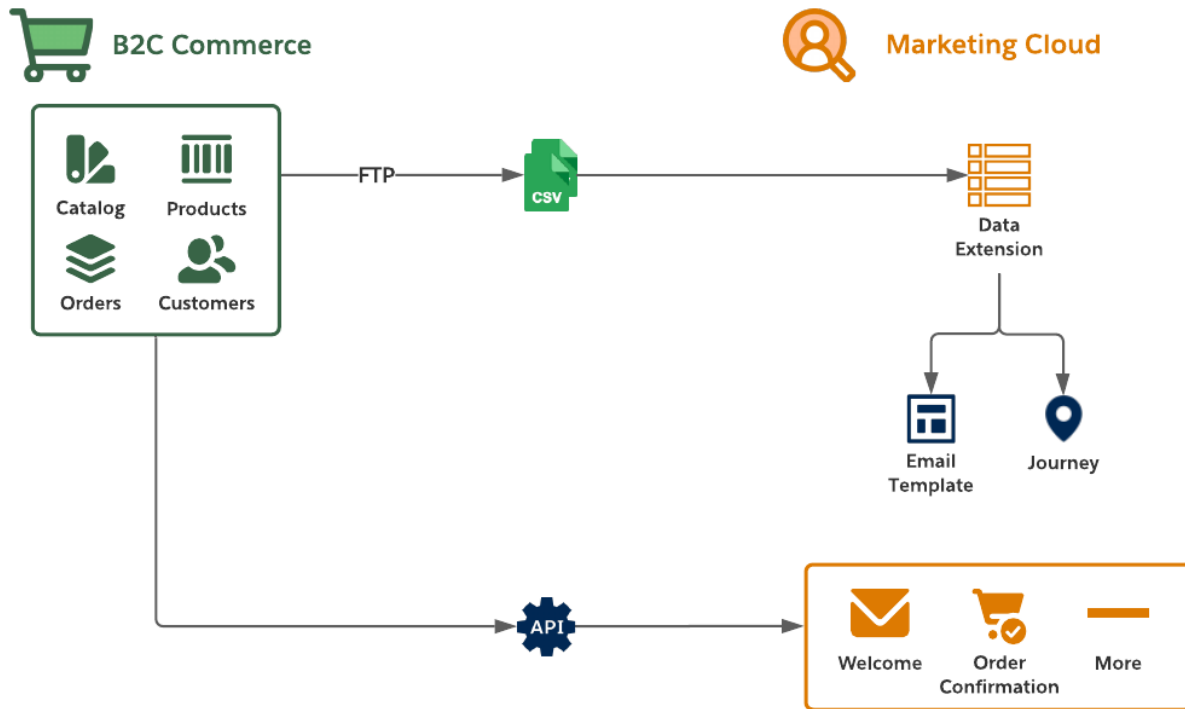 B2C Commerce
Marketing Cloud
Catalog
Products
Orders
Customers
FTP
CSV
Data
Extension
Email
Template
Journey
API
Welcome
Order
Confirmation
More